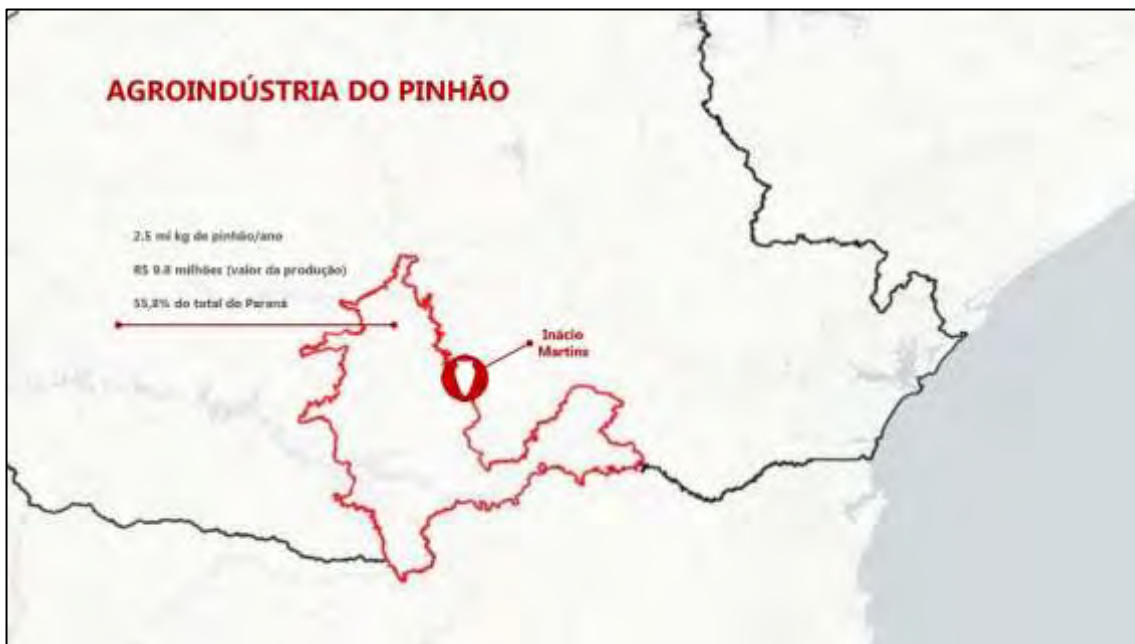 AGROINDÚSTRIA DO PINHÃO
2.5 mi kg de pinhão/ano
R$ 9.8 milhões (valor da produção)
55,8% do total do Paraná
Inácio
Martins